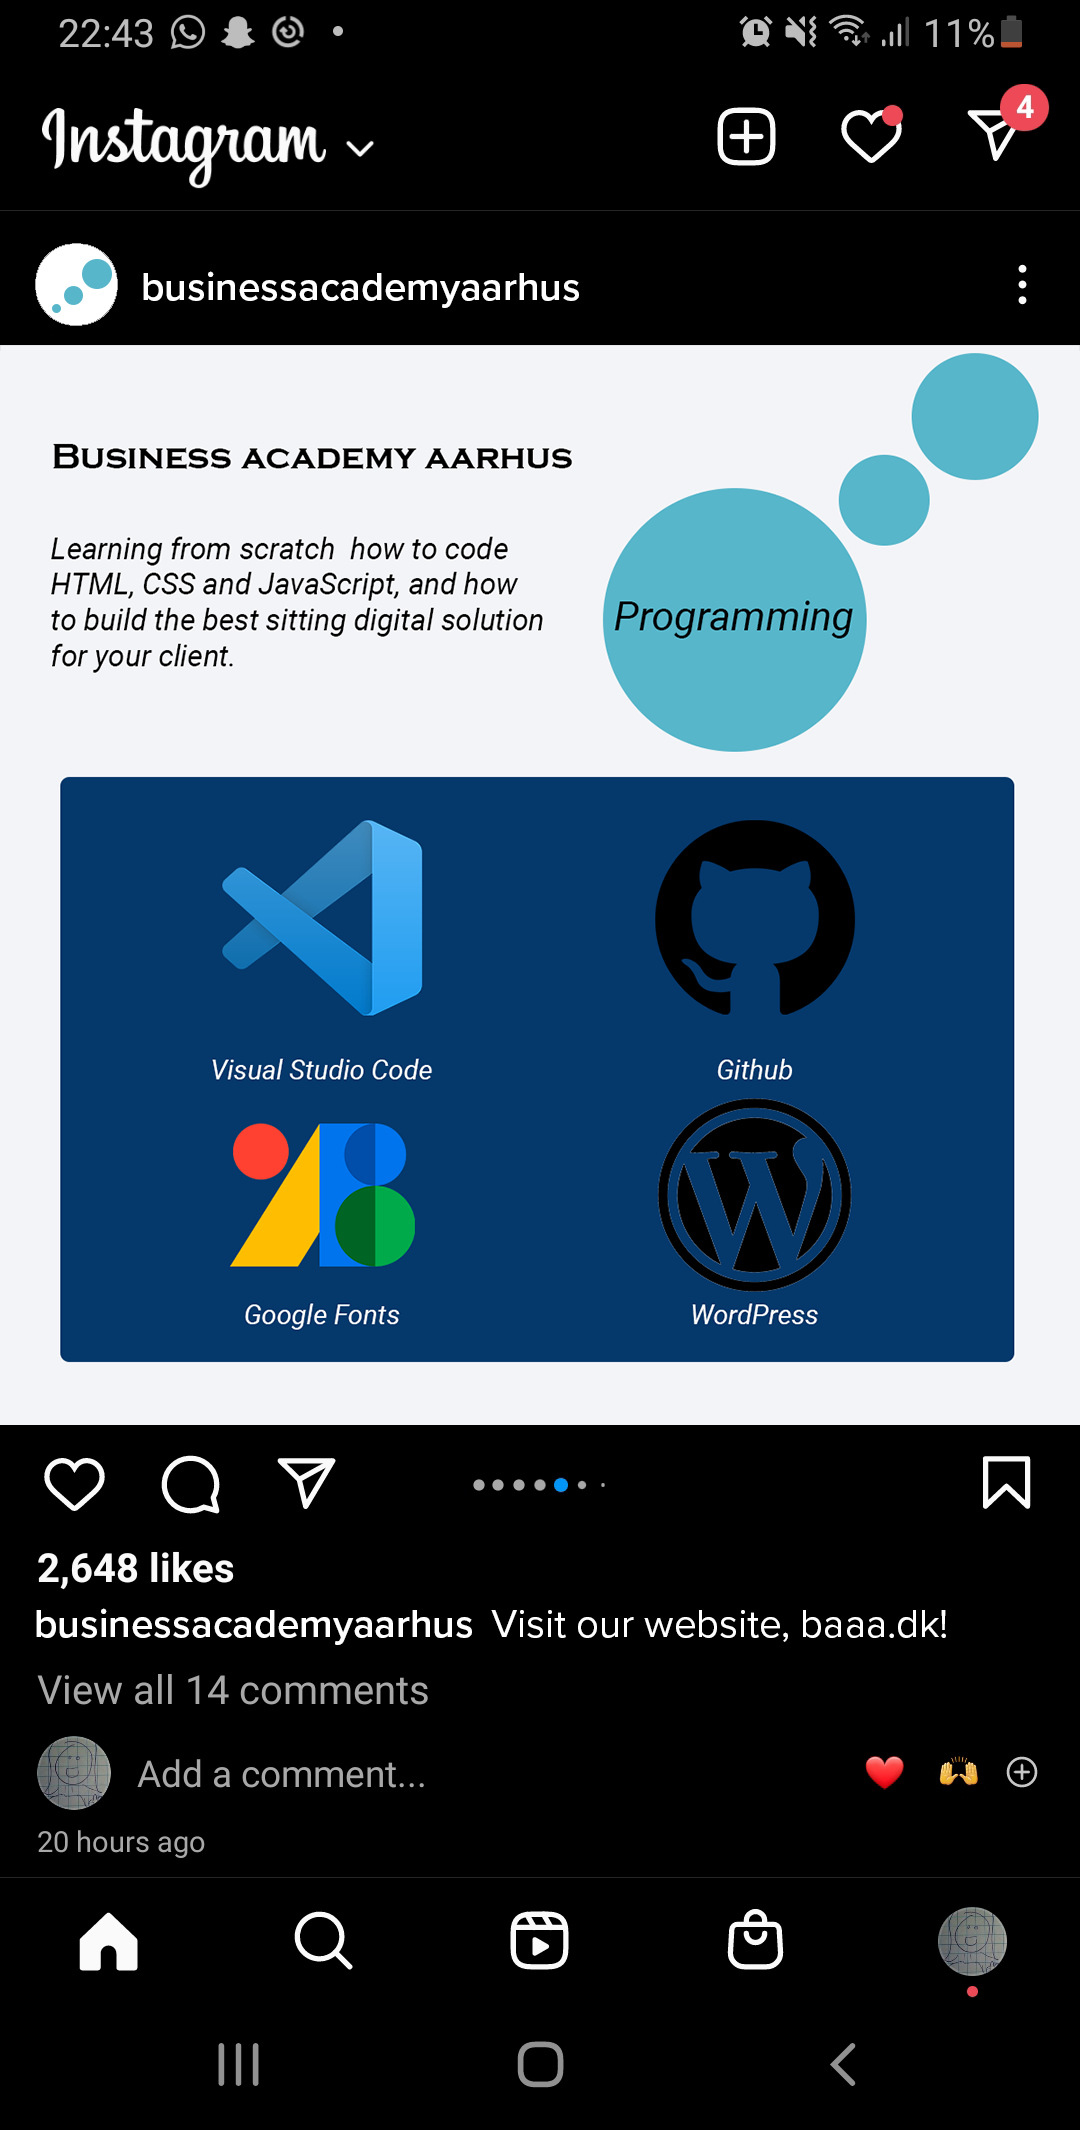 22:43
11%
Instagram
4
businessacademyaarhus
BUSINESS ACADEMY AARHUS
Learning from scratch  how to code
HTML, CSS and JavaScript, and how
to build the best sitting digital solution
for your client.
Programming
Visual Studio Code
Github
Google Fonts
WordPress
2,648 likes
businessacademyaarhus Visit our website, baaa.dk!
View all 14 comments
Add a comment...
20 hours ago